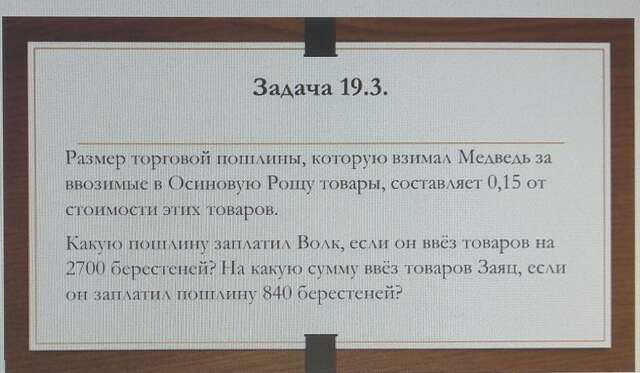 Задача 19.3.
Размер торговой пошлины, которую взимал Медведь за
ввозимые в Осиновую Рощу товары, составляет 0,15 от
стоимости этих товаров.
Какую пошлину заплатил Волк, если он ввёз товаров на
2700 берестеней? На какую сумму ввёз товаров Заяц, если
он заплатил пошлину 840 берестеней?